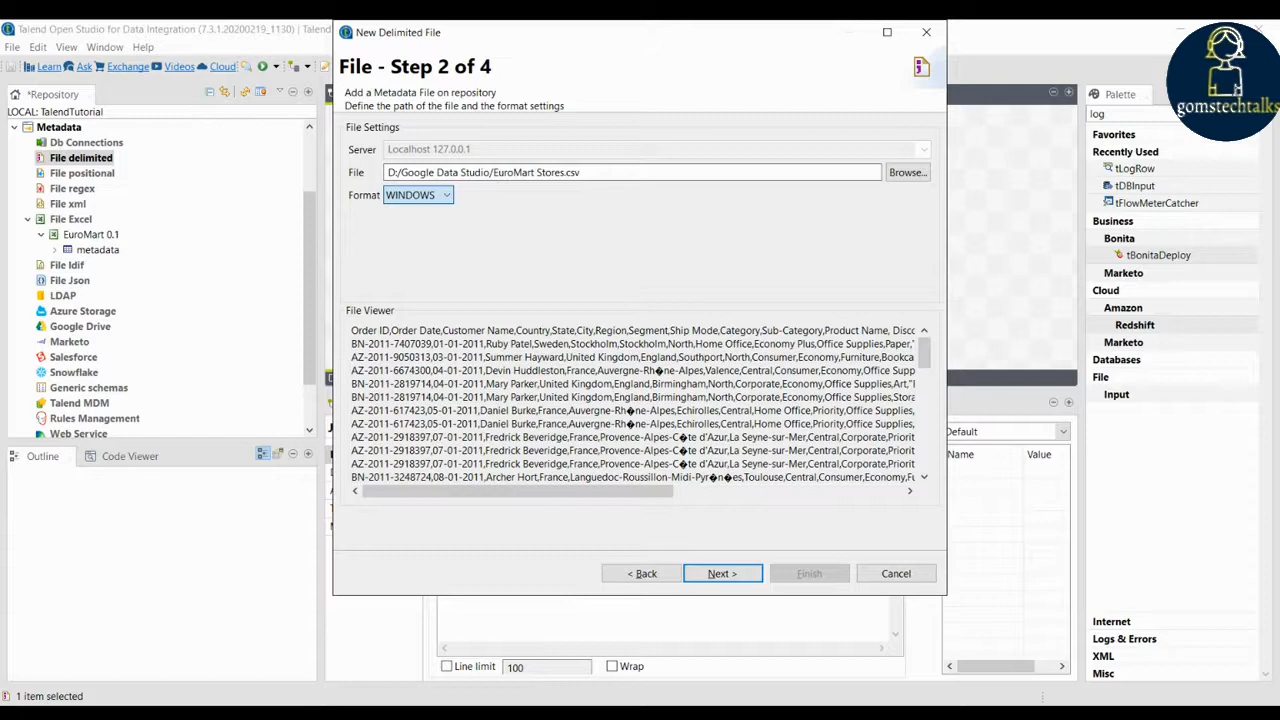 Talend Open Studio for Data Integration (7.3.1.20200219_1130) | Talend
New Delimited File
gomstechtalks
File Edit View Window Help
Learn Ask Exchange Videos Cloud
File - Step 2 of 4
Add a Metadata File on repository
Define the path of the file and the format settings
*Repository
LOCAL: TalendTutorial
Metadata
Db Connections
File delimited
File positional
File regex
File xml
File Excel
EuroMart 0.1
metadata
File ldif
File Json
LDAP
Azure Storage
Google Drive
Marketo
Salesforce
Snowflake
Generic schemas
Talend MDM
Rules Management
Web Service
Outline
Code Viewer
1 item selected
File Settings
Server Localhost 127.0.0.1
File D:/Google Data Studio/EuroMart Stores.csv Browse...
Format WINDOWS
File Viewer
Order ID,Order Date,Customer Name,Country,State,City,Region,Segment,Ship Mode,Category,Sub-Category,Product Name, Disco
BN-2011-7407039,01-01-2011,Ruby Patel,Sweden,Stockholm,Stockholm,North,Home Office,Economy Plus,Office Supplies,Paper,"
AZ-2011-9050313,03-01-2011,Summer Hayward,United Kingdom,England,Southport,North,Consumer,Economy,Furniture,Bookca
AZ-2011-6674300,04-01-2011,Devin Huddleston,France,Auvergne-Rh�ne-Alpes,Valence,Central,Consumer,Economy,Office Supp
BN-2011-2819714,04-01-2011,Mary Parker,United Kingdom,England,Birmingham,North,Corporate,Economy,Office Supplies,Art,"
BN-2011-2819714,04-01-2011,Mary Parker,United Kingdom,England,Birmingham,North,Corporate,Economy,Office Supplies,
AZ-2011-617423,05-01-2011,Daniel Burke,France,Auvergne-Rh�ne-Alpes,Echirolles,Central,Home Office,Priority,Office Supplies,
AZ-2011-617423,05-01-2011,Daniel Burke,France,Auvergne-Rh�ne-Alpes,Echirolles,Central,Home Office,Priority,Office Supplies,
AZ-2011-2918397,07-01-2011,Fredrick Beveridge,France,Provence-Alpes-C�te d'Azur,La Seyne-sur-Mer,Central,Corporate,Priorit
AZ-2011-2918397,07-01-2011,Fredrick Beveridge,France,Provence-Alpes-C�te d'Azur,La Seyne-sur-Mer,Central,Corporate,Priorit
AZ-2011-2918397,07-01-2011,Fredrick Beveridge,France,Provence-Alpes-C�te d'Azur,La Seyne-sur-Mer,Central,Corporate,Priorit
BN-2011-3248724,08-01-2011,Archer Hort,France,Languedoc-Roussillon-Midi-Pyr�n�es,Toulouse,Central,Consumer,Economy,Fu
< Back Next > Finish Cancel
Line limit 100 Wrap
Default
Name Value
Palette
log
Favorites
Recently Used
tLogRow
tDBInput
tFlowMeterCatcher
Business
Bonita
tBonitaDeploy
Marketo
Cloud
Amazon
Redshift
Marketo
Databases
File
Input
Internet
Logs & Errors
XML
Misc